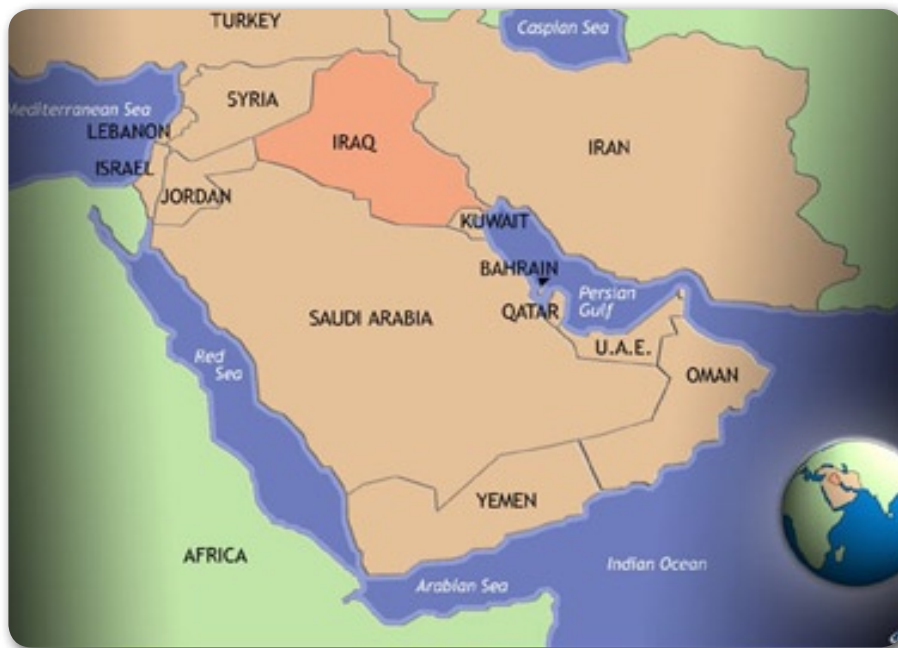 TURKEY
Caspian Sea
SYRIA
Mediterranean Sea
LEBANON
IRAQ
IRAN
ISRAEL
JORDAN
KUWAIT
BAHRAIN
Persian
Gulf
QATAR
SAUDI ARABIA
U.A.E.
Red
Sea
OMAN
YEMEN
AFRICA
Indian Ocean
Arabian Sea